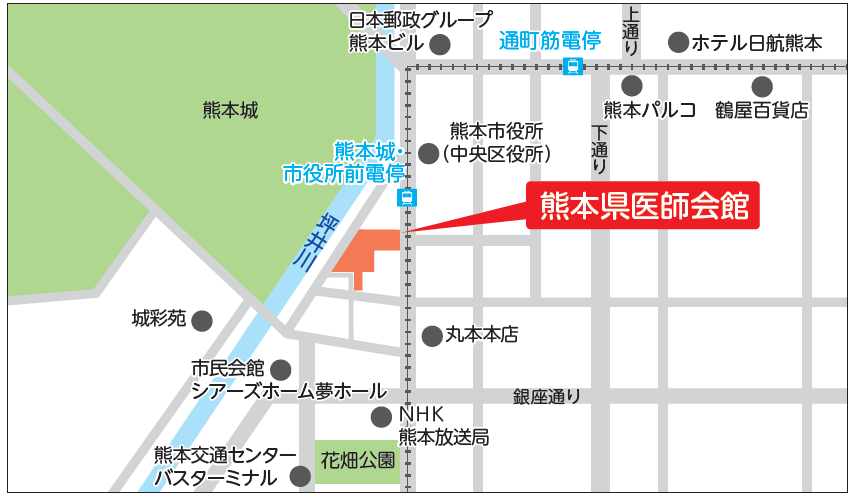 日本郵政グループ
熊本ビル
通町筋電停
上通り
ホテル日航熊本
熊本城
熊本パルコ
鶴屋百貨店
熊本市役所
(中央区役所)
下通り
熊本城・
市役所前電停
熊本県医師会館
坪井川
城彩苑
丸本本店
市民会館
シアーズホーム夢ホール
銀座通り
NHK
熊本放送局
熊本交通センター
バスターミナル
花畑公園